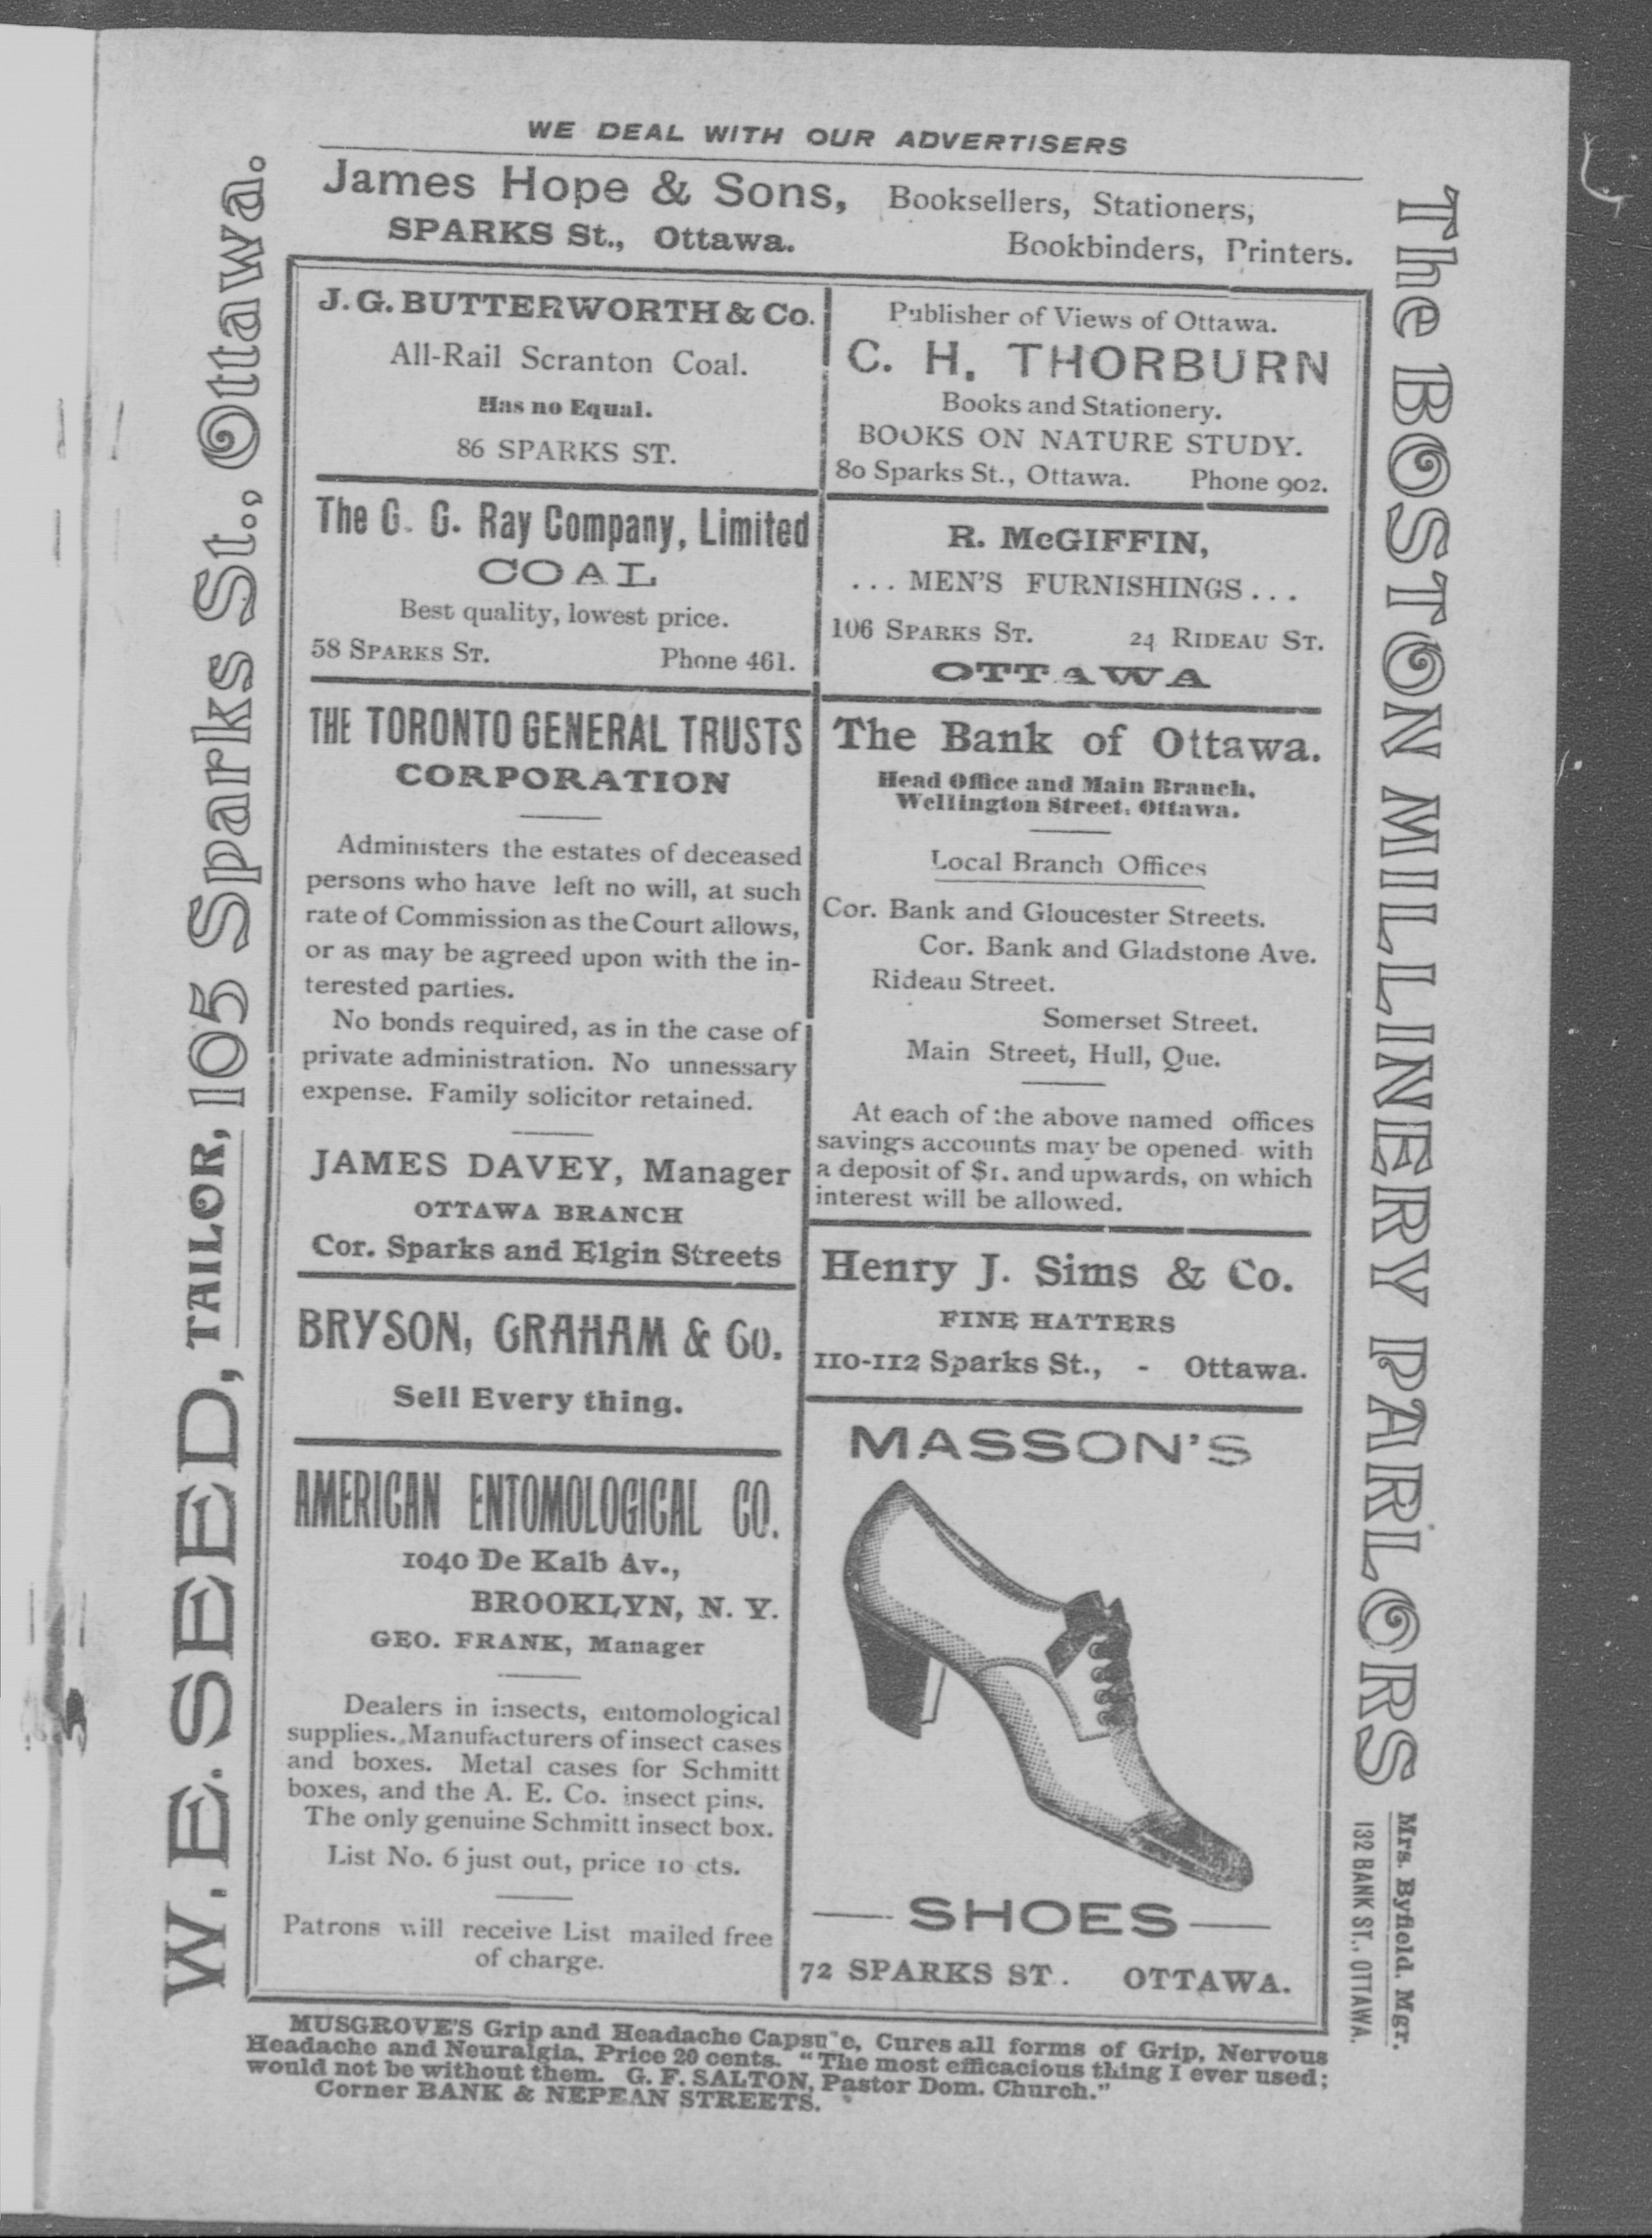 WE DEAL WITH OUR ADVERTISERS
James Hope & Sons, Booksellers, Stationers,
SPARKS St., Ottawa. Bookbinders, Printers.
W. E. SEED, TAILOR, 105 Sparks St., Ottawa.
J. G. BUTTERWORTH & Co.
All-Rail Scranton Coal.
Has no Equal.
86 SPARKS ST.
The G. G. Ray Company, Limited
COAL
Best quality, lowest price.
58 SPARKS ST. Phone 461.
THE TORONTO GENERAL TRUSTS
CORPORATION
Administers the estates of deceased
persons who have left no will, at such
rate of Commission as the Court allows,
or as may be agreed upon with the in-
terested parties.
No bonds required, as in the case of
private administration. No unnessary
expense. Family solicitor retained.
JAMES DAVEY, Manager
OTTAWA BRANCH
Cor. Sparks and Elgin Streets
BRYSON, GRAHAM & Co.
Sell Every thing.
AMERICAN ENTOMOLOGICAL CO.
1040 De Kalb Av.,
BROOKLYN, N. Y.
GEO. FRANK, Manager
Dealers in insects, entomological
supplies. Manufacturers of insect cases
and boxes. Metal cases for Schmitt
boxes, and the A. E. Co. insect pins.
The only genuine Schmitt insect box.
List No. 6 just out, price 10 cts.
Patrons will receive List mailed free
of charge.
Publisher of Views of Ottawa.
C. H. THORBURN
Books and Stationery.
BOOKS ON NATURE STUDY.
80 Sparks St., Ottawa. Phone 902.
R. McGIFFIN,
... MEN'S FURNISHINGS...
106 SPARKS ST. 24 RIDEAU ST.
OTTAWA
The Bank of Ottawa.
Head Office and Main Branch,
Wellington Street, Ottawa.
Local Branch Offices
Cor. Bank and Gloucester Streets.
Cor. Bank and Gladstone Ave.
Rideau Street.
Somerset Street.
Main Street, Hull, Que.
At each of the above named offices
savings accounts may be opened with
a deposit of $1. and upwards, on which
interest will be allowed.
Henry J. Sims & Co.
FINE HATTERS
110-112 Sparks St., - Ottawa.
MASSON'S
SHOES
72 SPARKS ST. OTTAWA.
The BOSTON MILLINERY PARLORS
Mrs. Byfield. Mgr.
132 BANK ST., OTTAWA.
MUSGROVE'S Grip and Headache Capsule, Cures all forms of Grip, Nervous
Headache and Neuralgia. Price 20 cents. "The most efficacious thing I ever used;
would not be without them. G. F. SALTON, Pastor Dom. Church."
Corner BANK & NEPEAN STREETS.